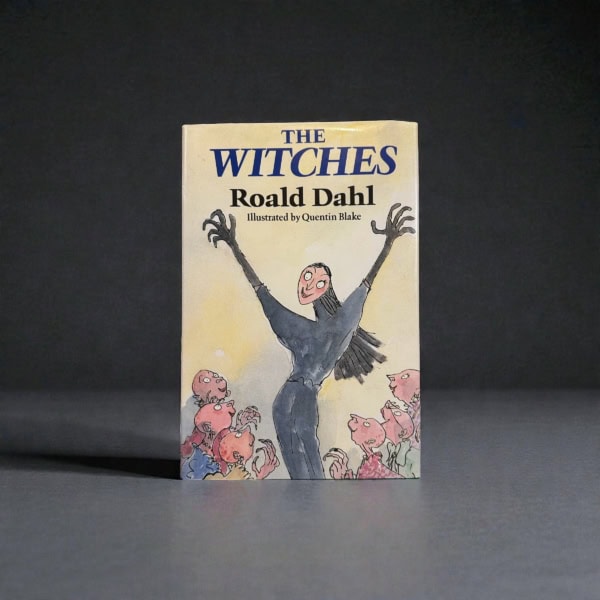 THE
WITCHES
Roald Dahl
Illustrated by Quentin Blake